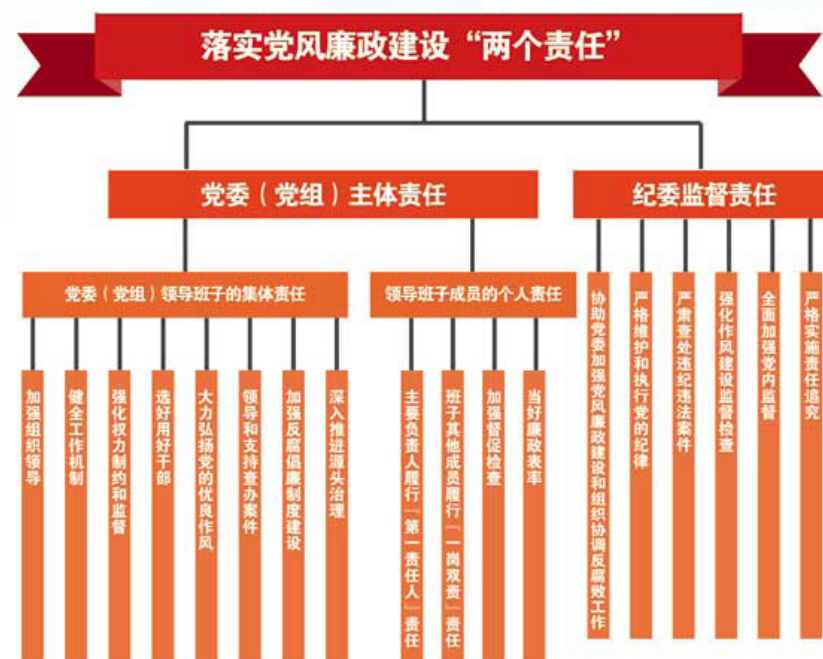 落实党风廉政建设“两个责任”
党委（党组）主体责任
纪委监督责任
党委（党组）领导班子的集体责任
领导班子成员的个人责任
加强组织领导
健全工作机制
强化权力制约和监督
选好用好干部
大力弘扬党的优良作风
领导和支持查办案件
加强反腐倡廉制度建设
深入推进源头治理
主要负责人履行「第一责任人」责任
班子其他成员履行「一岗双责」责任
加强督促检查
当好廉政表率
协助党委加强党风廉政建设和组织协调反腐败工作
严格维护和执行党的纪律
严肃查处违纪违法案件
强化作风建设监督检查
全面加强党内监督
严格实施责任追究